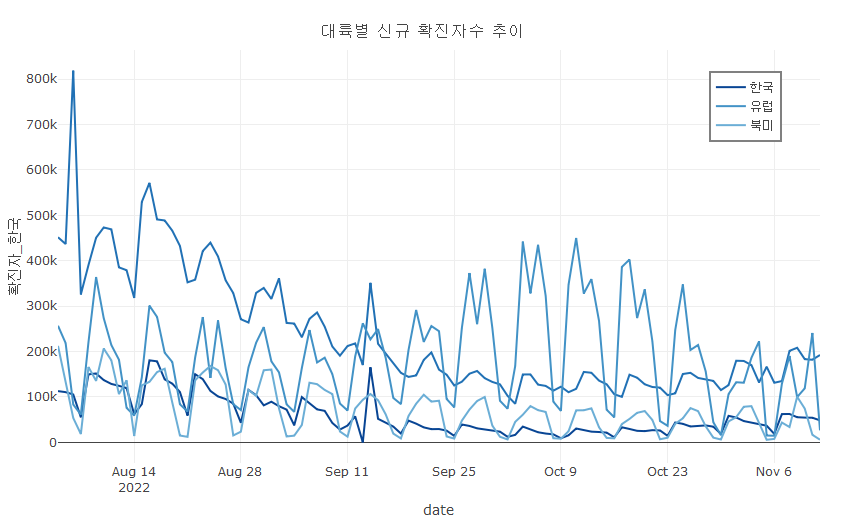 대륙별 신규 확진자수 추이
800k
700k
600k
500k
400k
300k
200k
100k
0
확진자_한국
한국
유럽
북미
Aug 14
2022
Aug 28
Sep 11
Sep 25
Oct 9
Oct 23
Nov 6
date